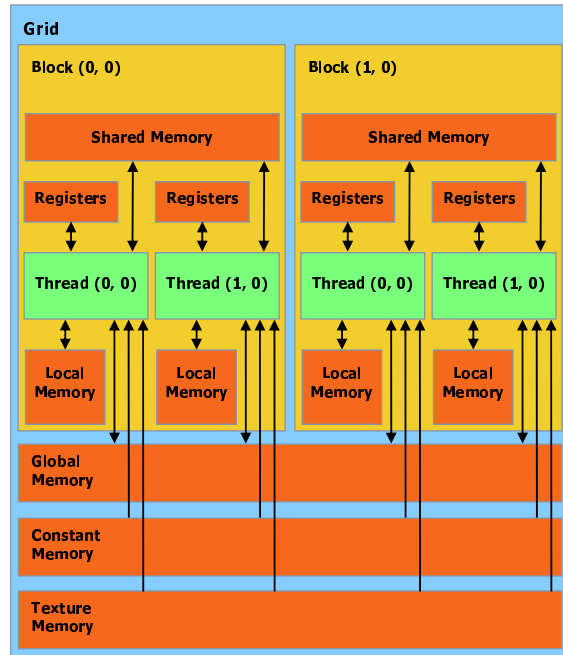 Grid
Block (0, 0)
Block (1, 0)
Shared Memory
Shared Memory
Registers
Registers
Registers
Registers
Thread (0, 0)
Thread (1, 0)
Thread (0, 0)
Thread (1, 0)
Local
Memory
Local
Memory
Local
Memory
Local
Memory
Global
Memory
Constant
Memory
Texture
Memory